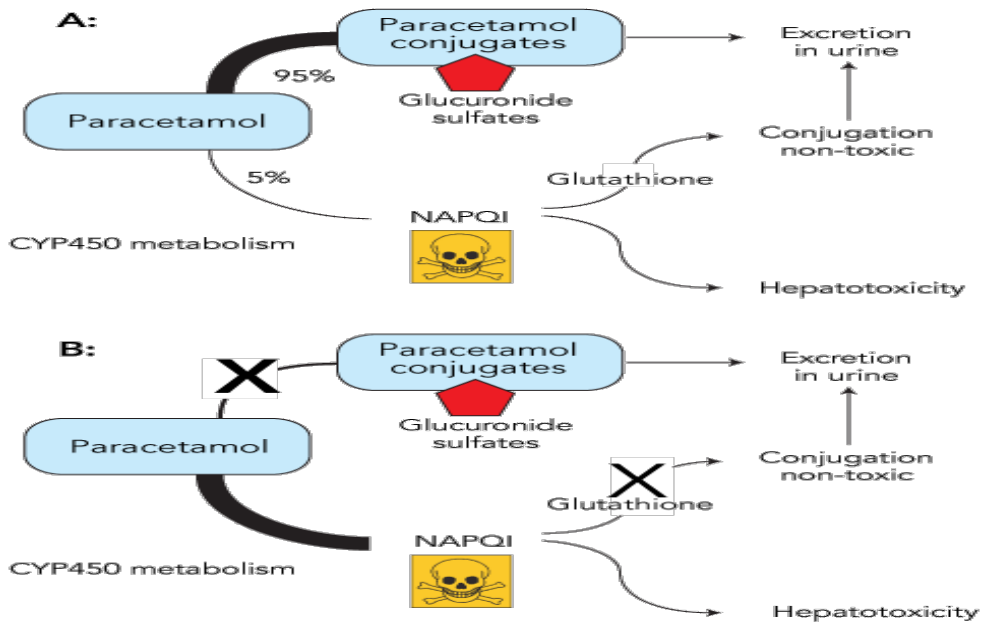 A:
Paracetamol
conjugates
Excretion
in urine
95%
Glucuronide
sulfates
Paracetamol
Conjugation
non-toxic
5%
Glutathione
NAPQI
CYP450 metabolism
Hepatotoxicity
B:
Paracetamol
conjugates
Excretion
in urine
X
Glucuronide
sulfates
Paracetamol
Conjugation
non-toxic
X
Glutathione
NAPQI
CYP450 metabolism
Hepatotoxicity